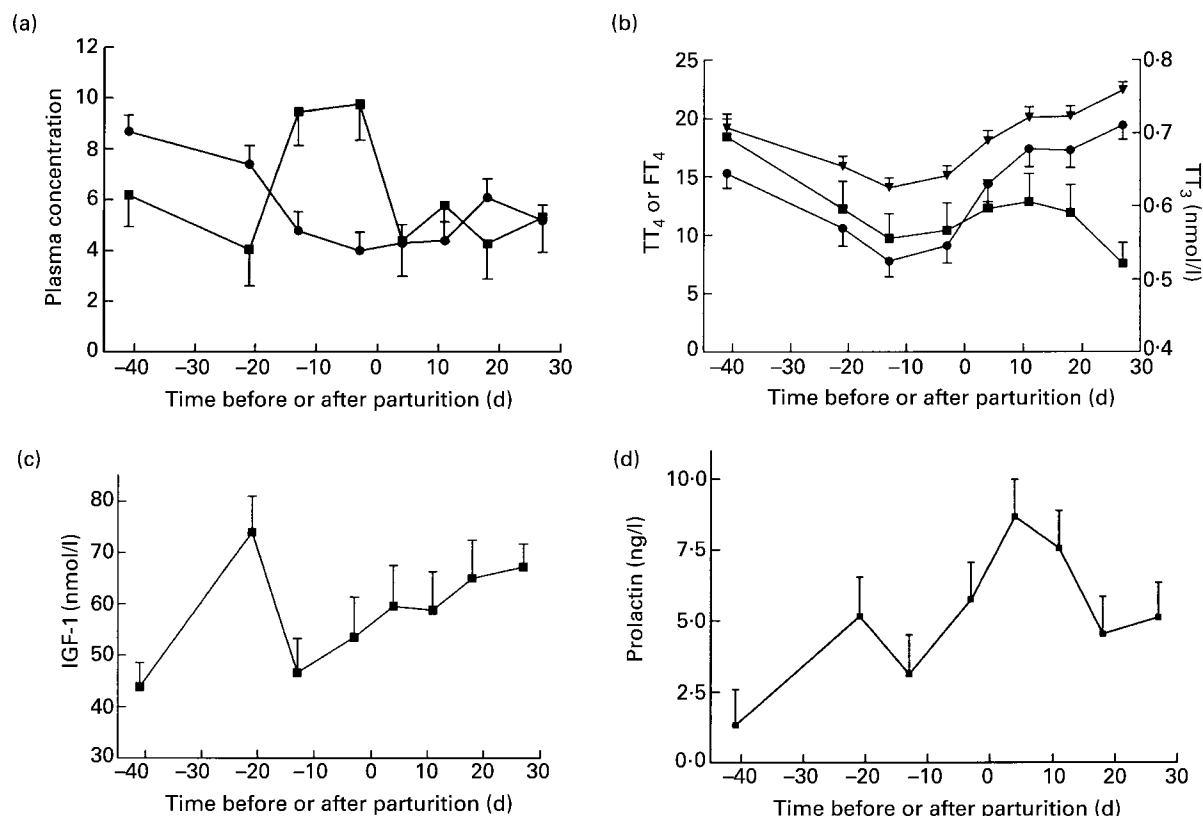 (a)
12
10
8
6
4
2
0
Plasma concentration
–40 –30 –20 –10 0 10 20 30
Time before or after parturition (d)
(b)
25
20
15
10
5
0
TT4 or FT4
0·8
0·7
0·6
0·5
0·4
TT3 (nmol/l)
–40 –30 –20 –10 0 10 20 30
Time before or after parturition (d)
(c)
80
70
60
50
40
30
IGF-1 (nmol/l)
–40 –30 –20 –10 0 10 20 30
Time before or after parturition (d)
(d)
10·0
7·5
5·0
2·5
0·0
Prolactin (ng/l)
–40 –30 –20 –10 0 10 20 30
Time before or after parturition (d)